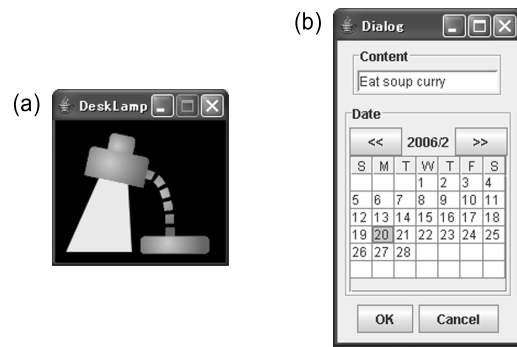 (a)
DeskLamp
(b)
Dialog
Content
Eat soup curry
Date
<< 2006/2 >>
S M T W T F S
1 2 3 4
5 6 7 8 9 10 11
12 13 14 15 16 17 18
19 20 21 22 23 24 25
26 27 28
OK Cancel